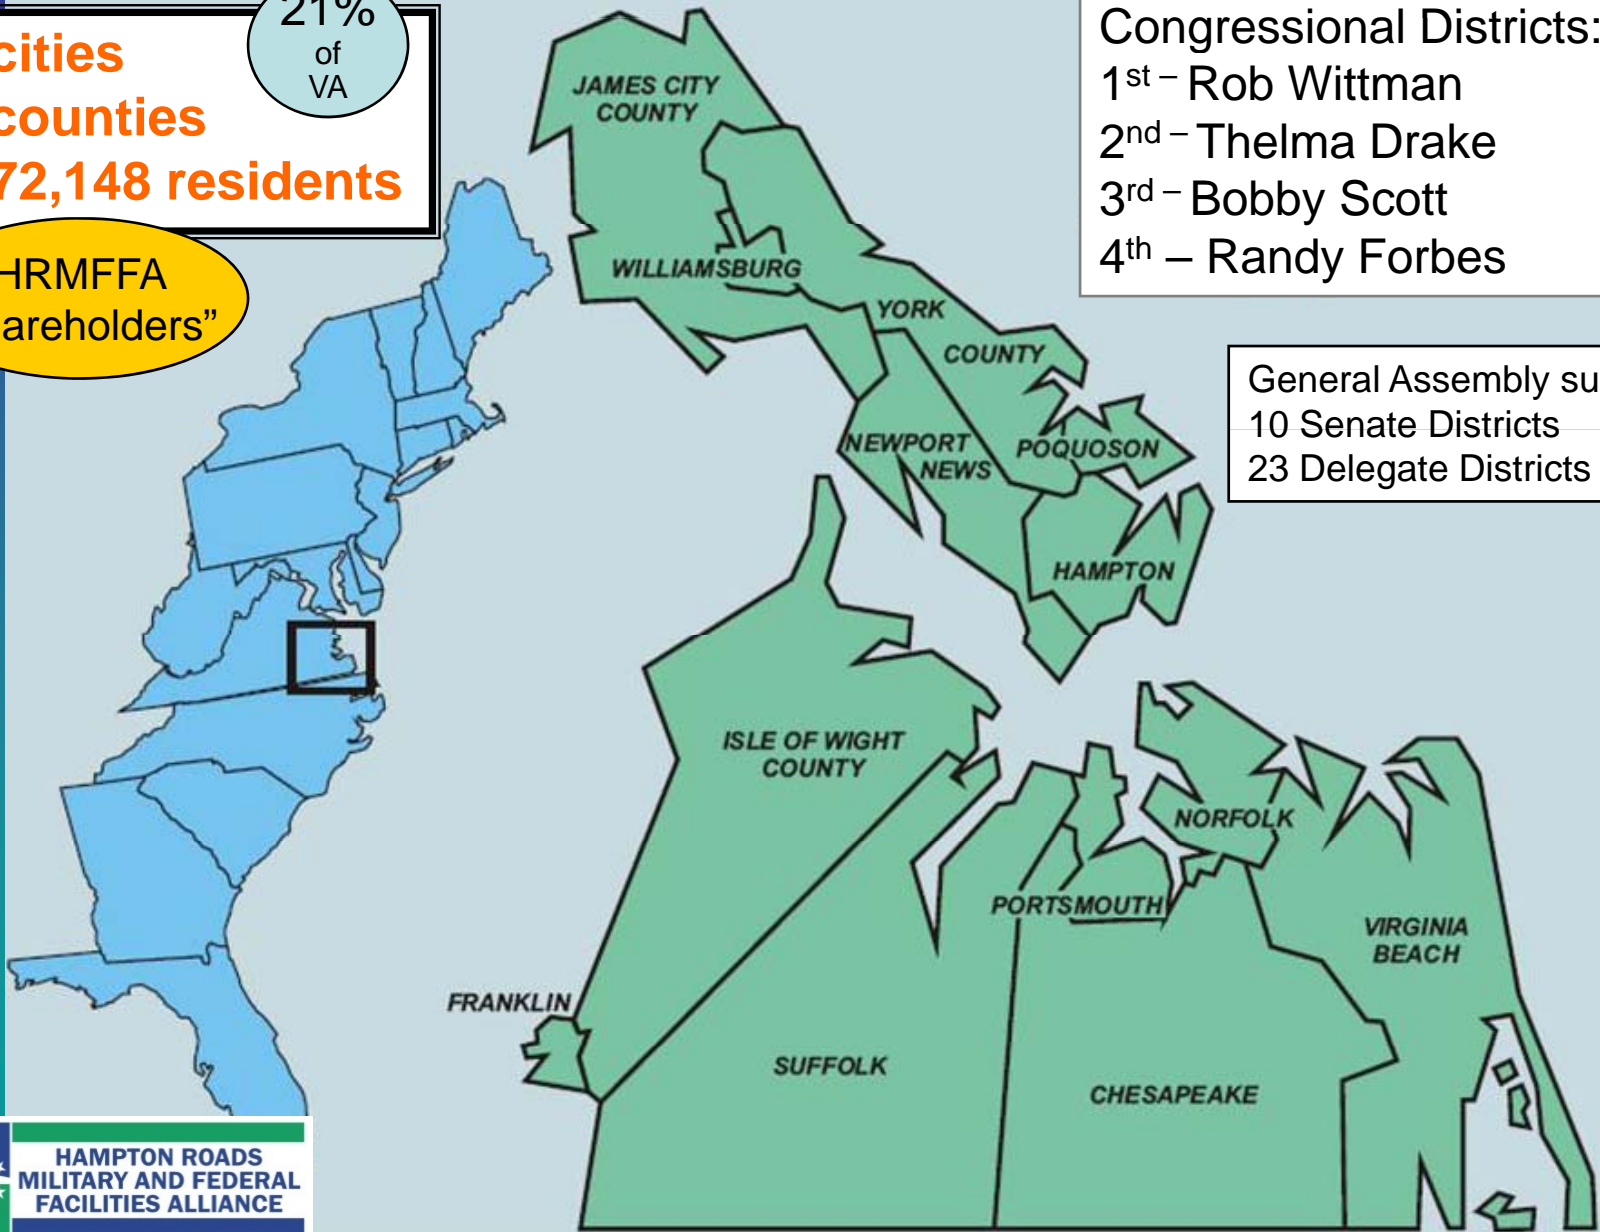 21%
of
VA
cities
counties
72,148 residents
HRMFFA
areholders”
Congressional Districts:
1st – Rob Wittman
2nd – Thelma Drake
3rd – Bobby Scott
4th – Randy Forbes
General Assembly su
10 Senate Districts
23 Delegate Districts
JAMES CITY
COUNTY
WILLIAMSBURG
YORK
COUNTY
NEWPORT
NEWS
POQUOSON
HAMPTON
ISLE OF WIGHT
COUNTY
NORFOLK
PORTSMOUTH
VIRGINIA
BEACH
FRANKLIN
SUFFOLK
CHESAPEAKE
HAMPTON ROADS
MILITARY AND FEDERAL
FACILITIES ALLIANCE